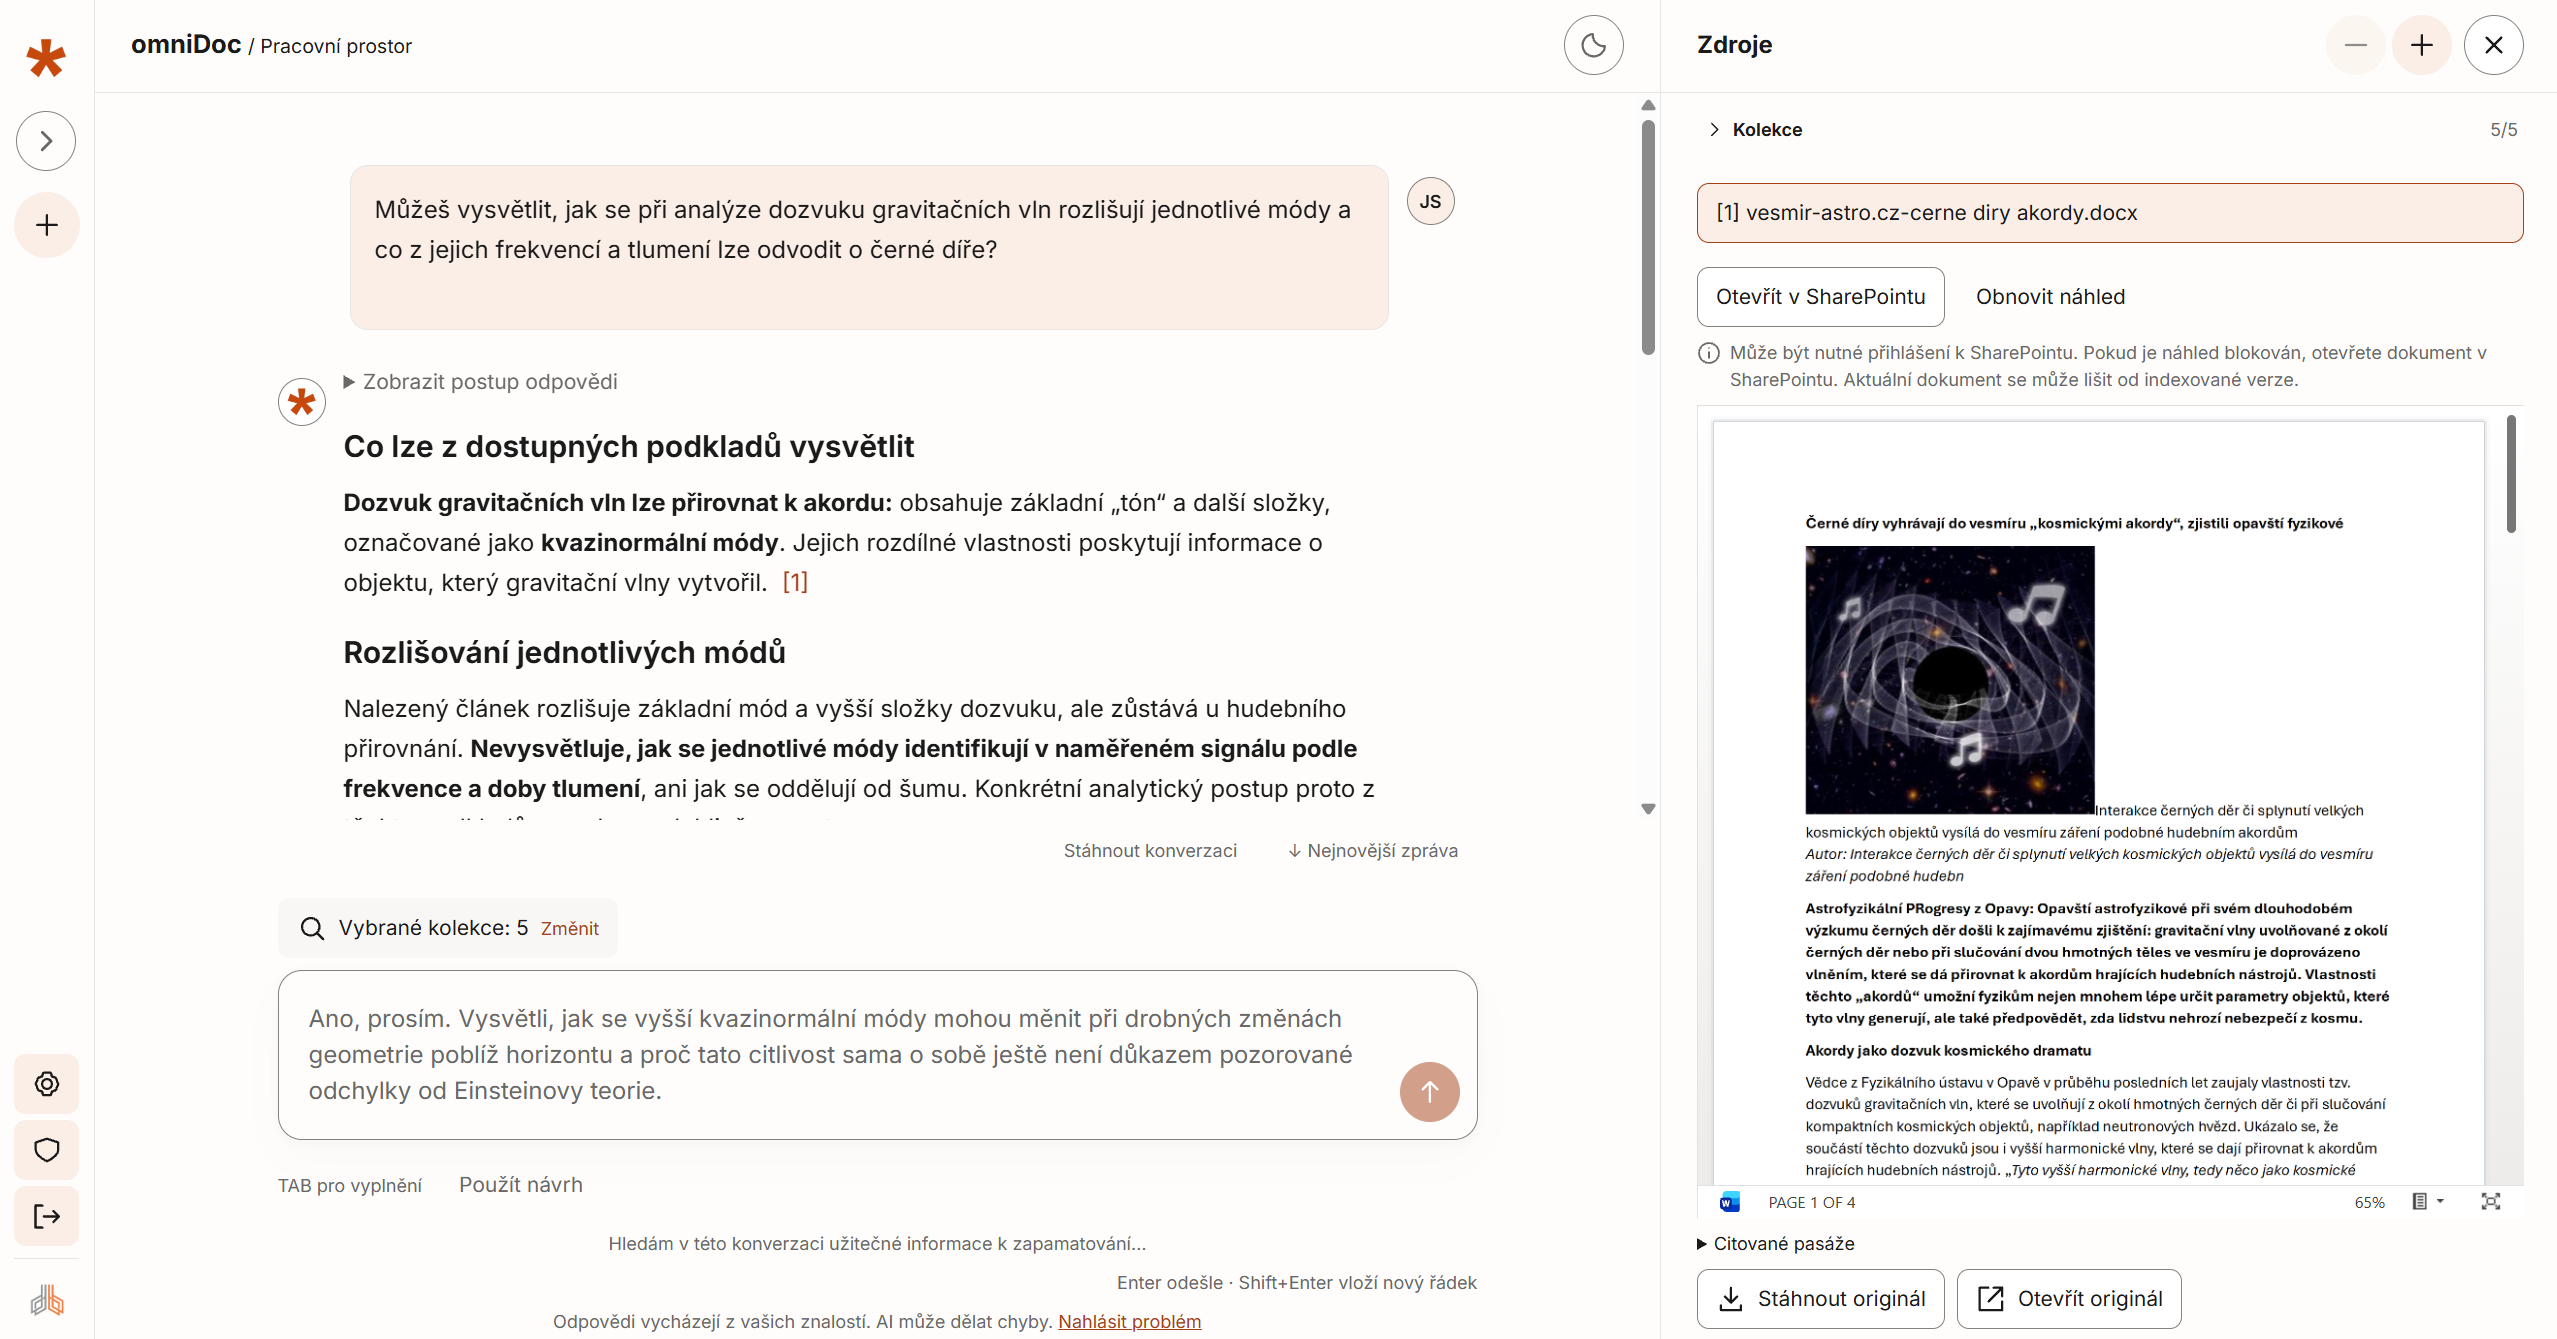 omniDoc / Pracovní prostor
Můžeš vysvětlit, jak se při analýze dozvuku gravitačních vln rozlišují jednotlivé módy a
co z jejich frekvencí a tlumení lze odvodit o černé díře?
JS
Zobrazit postup odpovědi
Co lze z dostupných podkladů vysvětlit
Dozvuk gravitačních vln lze přirovnat k akordu: obsahuje základní „tón“ a další složky,
označované jako kvazinormální módy. Jejich rozdílné vlastnosti poskytují informace o
objektu, který gravitační vlny vytvořil. [1]
Rozlišování jednotlivých módů
Nalezený článek rozlišuje základní mód a vyšší složky dozvuku, ale zůstává u hudebního
přirovnání. Nevysvětluje, jak se jednotlivé módy identifikují v naměřeném signálu podle
frekvence a doby tlumení, ani jak se oddělují od šumu. Konkrétní analytický postup proto z
Stáhnout konverzaci
↓ Nejnovější zpráva
Vybrané kolekce: 5 Změnit
Ano, prosím. Vysvětli, jak se vyšší kvazinormální módy mohou měnit při drobných změnách
geometrie poblíž horizontu a proč tato citlivost sama o sobě ještě není důkazem pozorované
odchylky od Einsteinovy teorie.
TAB pro vyplnění
Použít návrh
Hledám v této konverzaci užitečné informace k zapamatování...
Enter odešle · Shift+Enter vloží nový řádek
Odpovědi vycházejí z vašich znalostí. AI může dělat chyby. Nahlásit problém
Zdroje
Kolekce
5/5
[1] vesmir-astro.cz-cerne diry akordy.docx
Otevřít v SharePointu
Obnovit náhled
Může být nutné přihlášení k SharePointu. Pokud je náhled blokován, otevřete dokument v
SharePointu. Aktuální dokument se může lišit od indexované verze.
Černé díry vyhrávají do vesmíru „kosmickými akordy“, zjistili opavští fyzikové
Interakce černých děr či splynutí velkých
kosmických objektů vysílá do vesmíru záření podobné hudebním akordům
Autor: Interakce černých děr či splynutí velkých kosmických objektů vysílá do vesmíru
záření podobné hudebn
Astrofyzikální PRogresy z Opavy: Opavští astrofyzikové při svém dlouhodobém
výzkumu černých děr došli k zajímavému zjištění: gravitační vlny uvolňované z okolí
černých děr nebo při slučování dvou hmotných těles ve vesmíru je doprovázeno
vlněním, které se dá přirovnat k akordům hrajících hudebních nástrojů. Vlastnosti
těchto „akordů“ umožní fyzikům nejen mnohem lépe určit parametry objektů, které
tyto vlny generují, ale také předpovědět, zda lidstvu nehrozí nebezpečí z kosmu.
Akordy jako dozvuk kosmického dramatu
Vědce z Fyzikálního ústavu v Opavě v průběhu posledních let zaujaly vlastnosti tzv.
dozvuků gravitačních vln, které se uvolňují z okolí hmotných černých děr či při slučování
kompaktních kosmických objektů, například neutronových hvězd. Ukázalo se, že
součástí těchto dozvuků jsou i vyšší harmonické vlny, které se dají přirovnat k akordům
hrajících hudebních nástrojů. „Tyto vyšší harmonické vlny, tedy něco jako kosmické
PAGE 1 OF 4
65%
Citované pasáže
Stáhnout originál
Otevřít originál